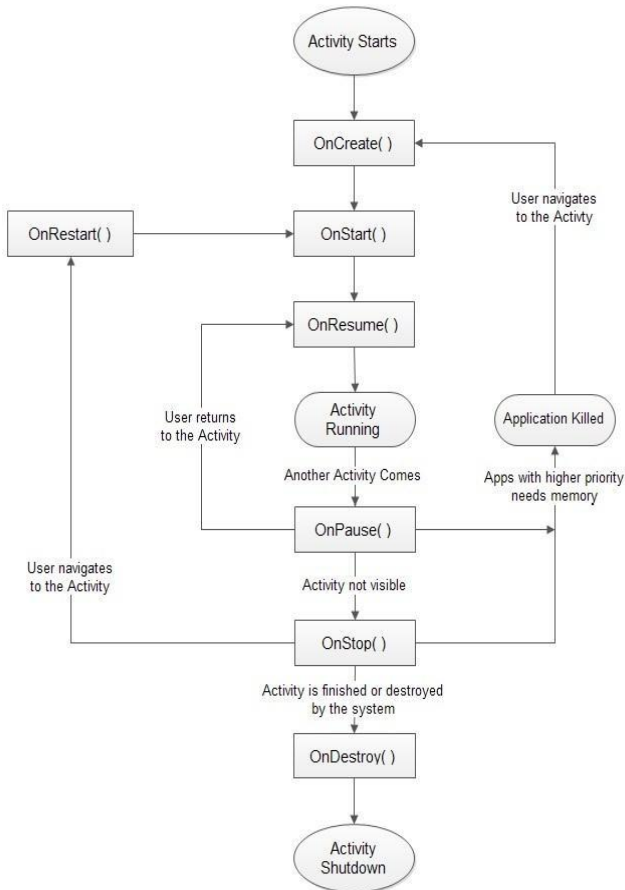 Activity Starts
OnCreate( )
User navigates
to the Activty
OnRestart( )
OnStart( )
OnResume( )
User returns
to the Activity
Activity
Running
Application Killed
Another Activity Comes
Apps with higher priority
needs memory
OnPause( )
User navigates
to the Activity
Activity not visible
OnStop( )
Activity is finished or destroyed
by the system
OnDestroy( )
Activity
Shutdown